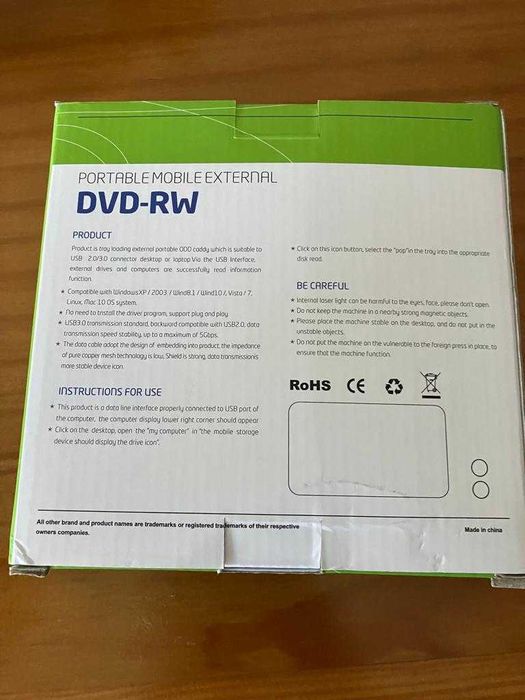 PORTABLE MOBILE EXTERNAL
DVD-RW
PRODUCT
Product is tray loading external portable ODD caddy which is suitable to
USB 2.0/3.0 connector desktop or laptop.Via the USB Interface,
external drives and computers are successfully read information
function.
★ Compatible with WindowsXP / 2003 / Wind8.1 / Wind10 /, Vista / 7,
Linux, Mac 10 OS system.
★ No need to install the driver program, support plug and play
★ USB3.0 transmission standard, backward compatible with USB2.0, data
transmission speed stability, up to a maximum of 5Gbps.
★ The data cable adopt the design of embedding into product, the impedance
of pure copper mesh technology is low, Shield is strong, data transmissionis
more stable device icon.
INSTRUCTIONS FOR USE
★ This product is a data line interface properly connected to USB port of
the computer, the computer display lower right corner should appear
★ Click on the desktop, open the "my computer" in "the mobile storage
device should display the drive icon".
★ Click on this icon button, select the "pop"in the tray into the appropriate
disk read.
BE CAREFUL
★ Internal laser light can be harmful to the eyes, face, please don't open.
★ Do not keep the machine in a nearby strong magnetic objects.
★ Please place the machine stable on the desktop, and do not put in the
unstable objects.
★ Do not put the machine on the vulnerable to the foreign press in place, to
ensure that the machine function.
RoHS CE
All other brand and product names are trademarks or registered trademarks of their respective
owners companies.
Made in china